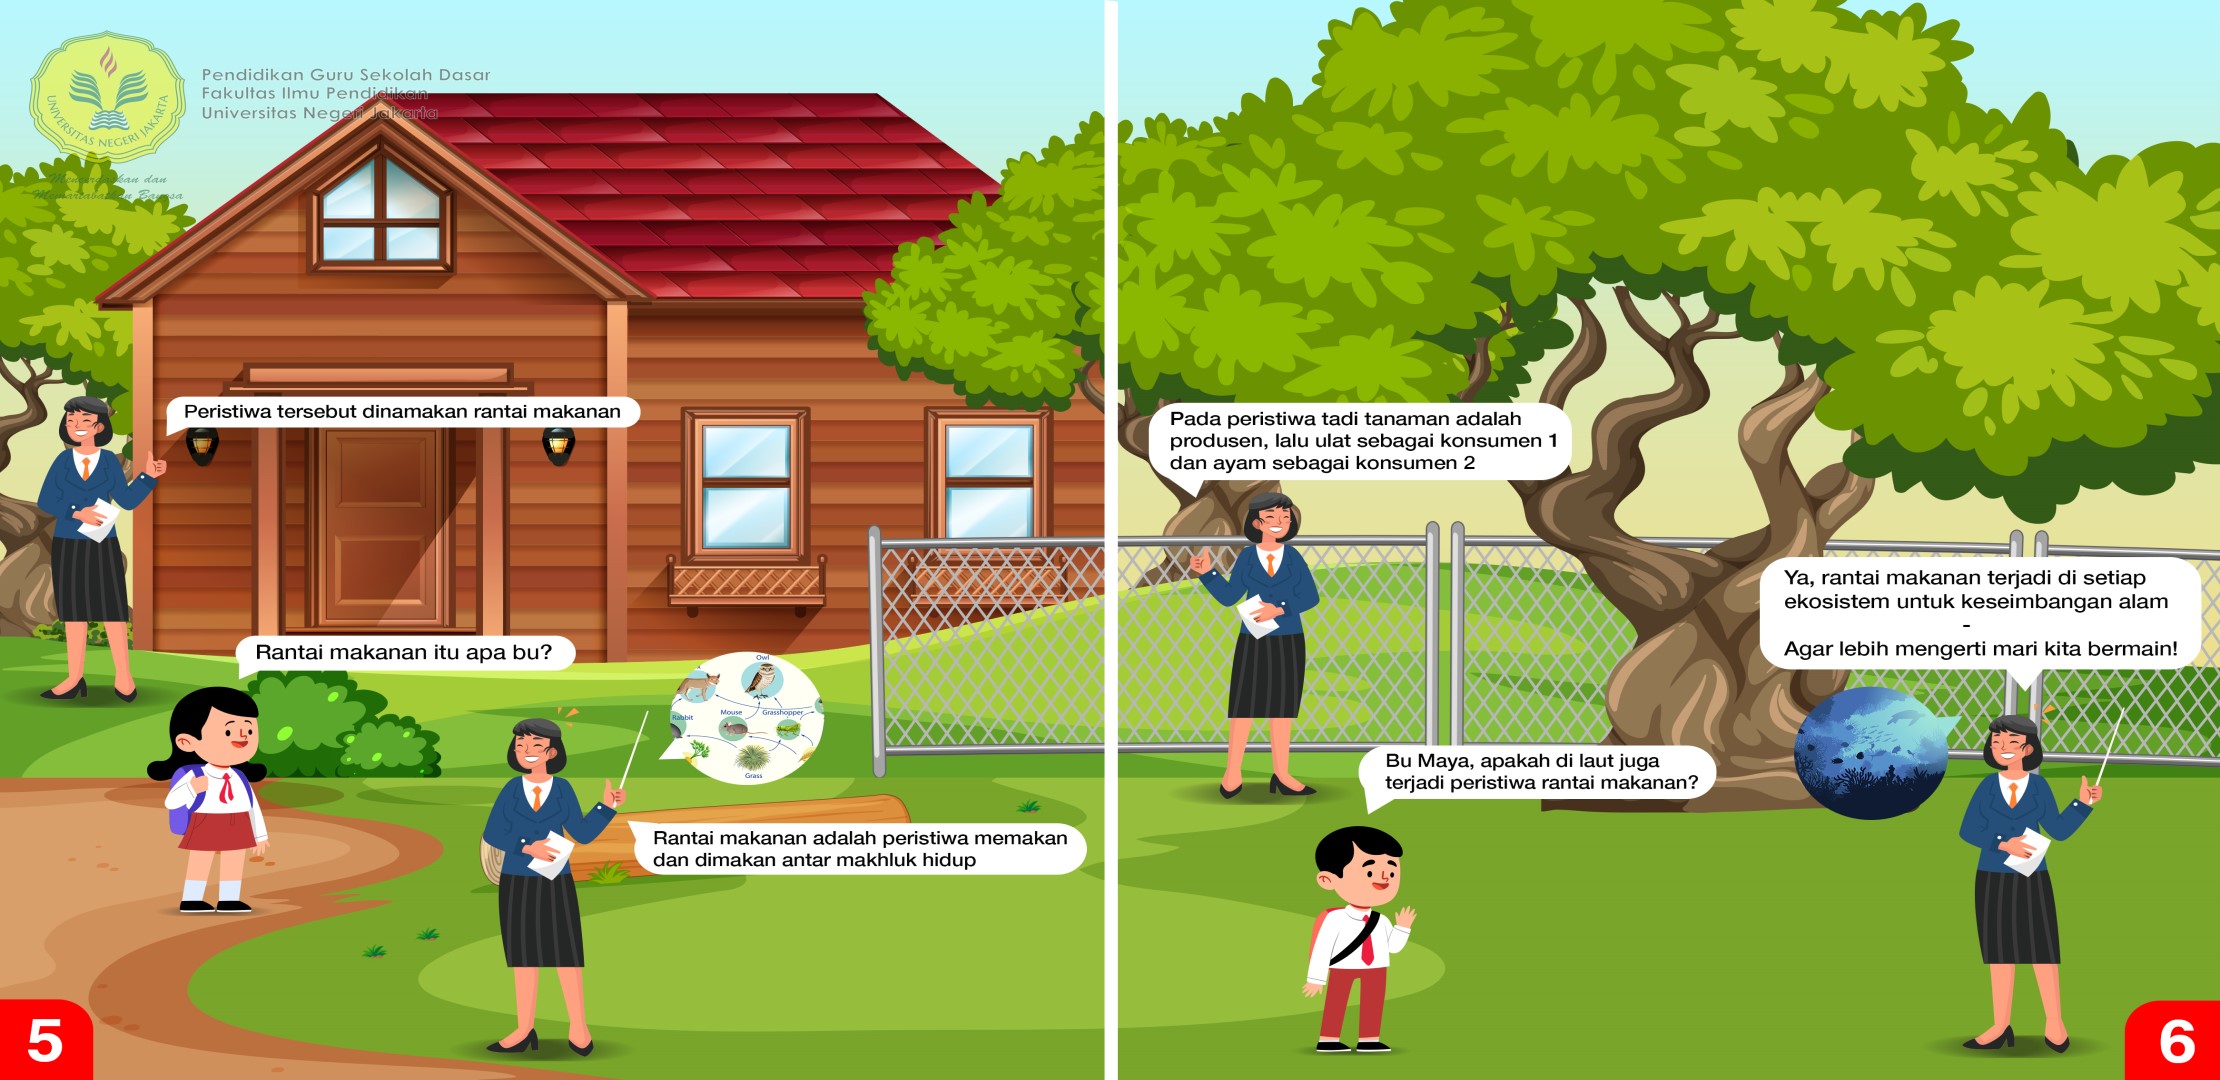 UNIVERSITAS NEGERI JAKARTA
Pendidikan Guru Sekolah Dasar
Fakultas Ilmu Pendidikan
Universitas Negeri Jakarta
Mencerdaskan dan
Memartabatkan Bangsa
Peristiwa tersebut dinamakan rantai makanan
Rantai makanan itu apa bu?
Owl
Rabbit
Mouse
Grasshopper
Grass
Rantai makanan adalah peristiwa memakan
dan dimakan antar makhluk hidup
5
Pada peristiwa tadi tanaman adalah
produsen, lalu ulat sebagai konsumen 1
dan ayam sebagai konsumen 2
Bu Maya, apakah di laut juga
terjadi peristiwa rantai makanan?
Ya, rantai makanan terjadi di setiap
ekosistem untuk keseimbangan alam
-
Agar lebih mengerti mari kita bermain!
6